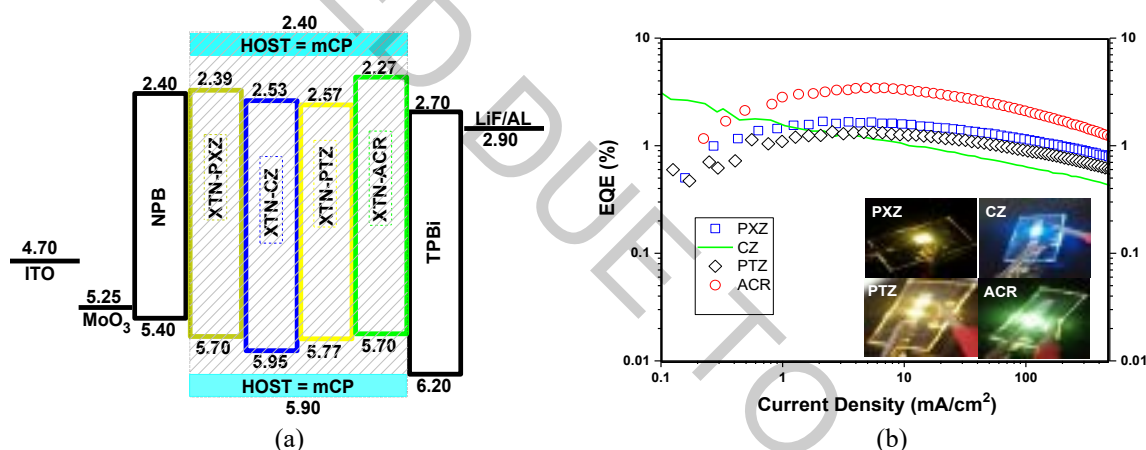 2.40
HOST = mCP
2.39
2.53
2.57
2.27
2.40
2.70
LiF/AL
2.90
NPB
XTN-PXZ
XTN-CZ
XTN-PTZ
XTN-ACR
TPBi
4.70
ITO
5.25
MoO₃
5.40
5.70
5.95
5.77
5.70
6.20
HOST = mCP
5.90
(a)
10
1
0.1
0.01
EQE (%)
10
1
0.1
0.01
PXZ
CZ
PTZ
ACR
PXZ
CZ
PTZ
ACR
0.1
1
10
100
Current Density (mA/cm²)
(b)
D DUE TO